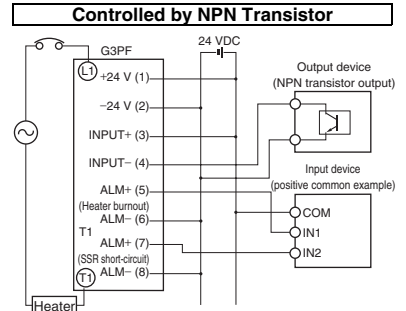 Controlled by NPN Transistor
G3PF
24 VDC
L1
+24 V (1)
−24 V (2)
INPUT+ (3)
INPUT− (4)
ALM+ (5)
(Heater burnout)
ALM− (6)
T1
ALM+ (7)
(SSR short-circuit)
T1
ALM− (8)
Heater
Output device
(NPN transistor output)
Input device
(positive common example)
COM
IN1
IN2